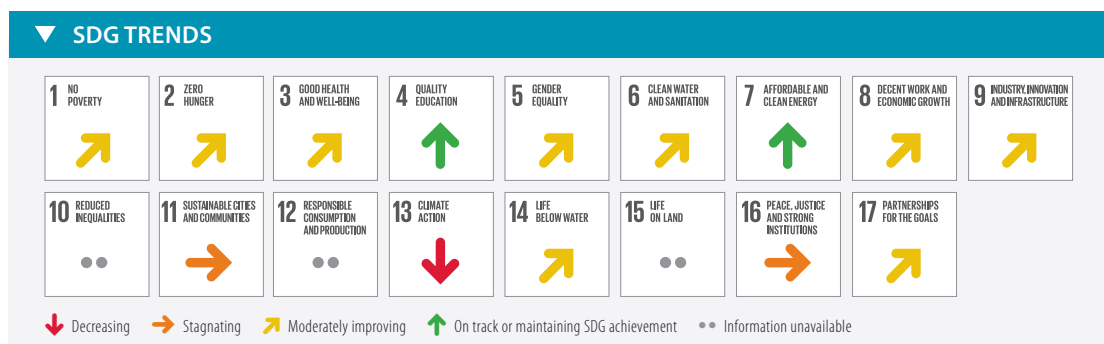 SDG TRENDS
1 NO
POVERTY
2 ZERO
HUNGER
3 GOOD HEALTH
AND WELL-BEING
4 QUALITY
EDUCATION
5 GENDER
EQUALITY
6 CLEAN WATER
AND SANITATION
7 AFFORDABLE AND
CLEAN ENERGY
8 DECENT WORK AND
ECONOMIC GROWTH
9 INDUSTRY, INNOVATION
AND INFRASTRUCTURE
10 REDUCED
INEQUALITIES
11 SUSTAINABLE CITIES
AND COMMUNITIES
12 RESPONSIBLE
CONSUMPTION
AND PRODUCTION
13 CLIMATE
ACTION
14 LIFE
BELOW WATER
15 LIFE
ON LAND
16 PEACE, JUSTICE
AND STRONG
INSTITUTIONS
17 PARTNERSHIPS
FOR THE GOALS
Decreasing
Stagnating
Moderately improving
On track or maintaining SDG achievement
Information unavailable